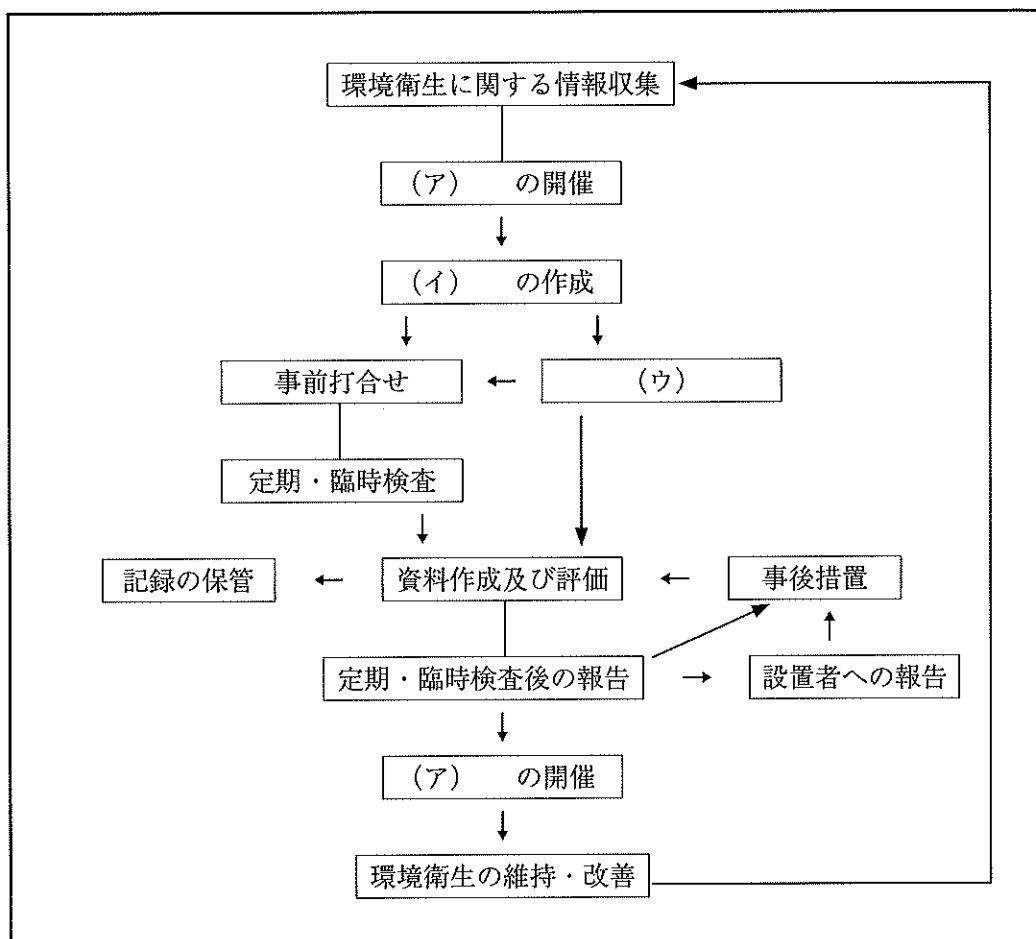 環境衛生に関する情報収集
（ア）　の開催
（イ）　の作成
事前打合せ
（ウ）
定期・臨時検査
記録の保管
資料作成及び評価
事後措置
定期・臨時検査後の報告
設置者への報告
（ア）　の開催
環境衛生の維持・改善